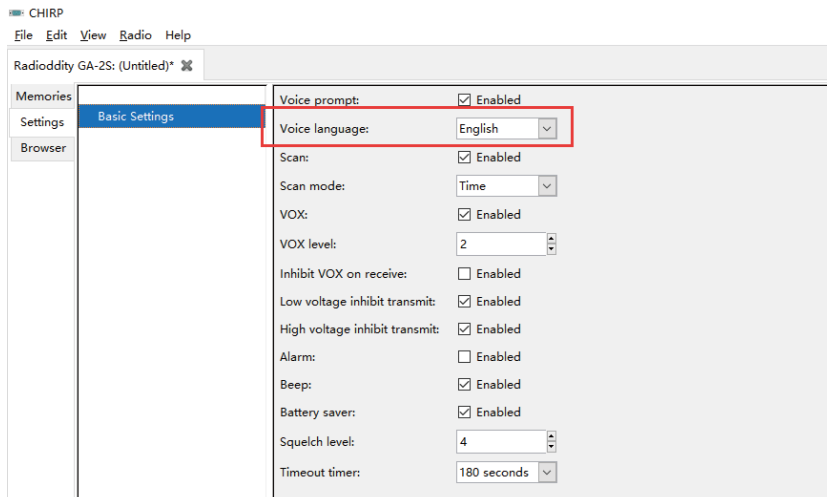 CHIRP
File Edit View Radio Help
Radioddity GA-2S: (Untitled)*
Memories
Settings
Browser
Basic Settings
Voice prompt: Enabled
Voice language: English
Scan: Enabled
Scan mode: Time
VOX: Enabled
VOX level: 2
Inhibit VOX on receive: Enabled
Low voltage inhibit transmit: Enabled
High voltage inhibit transmit: Enabled
Alarm: Enabled
Beep: Enabled
Battery saver: Enabled
Squelch level: 4
Timeout timer: 180 seconds